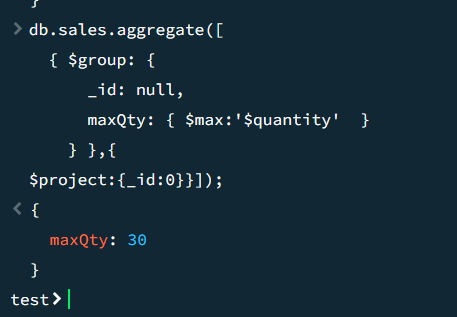 }
> db.sales.aggregate([
{ $group: {
_id: null,
maxQty: { $max:'$quantity'  }
} },{
$project:{_id:0}}]);
< {
maxQty: 30
}
test>